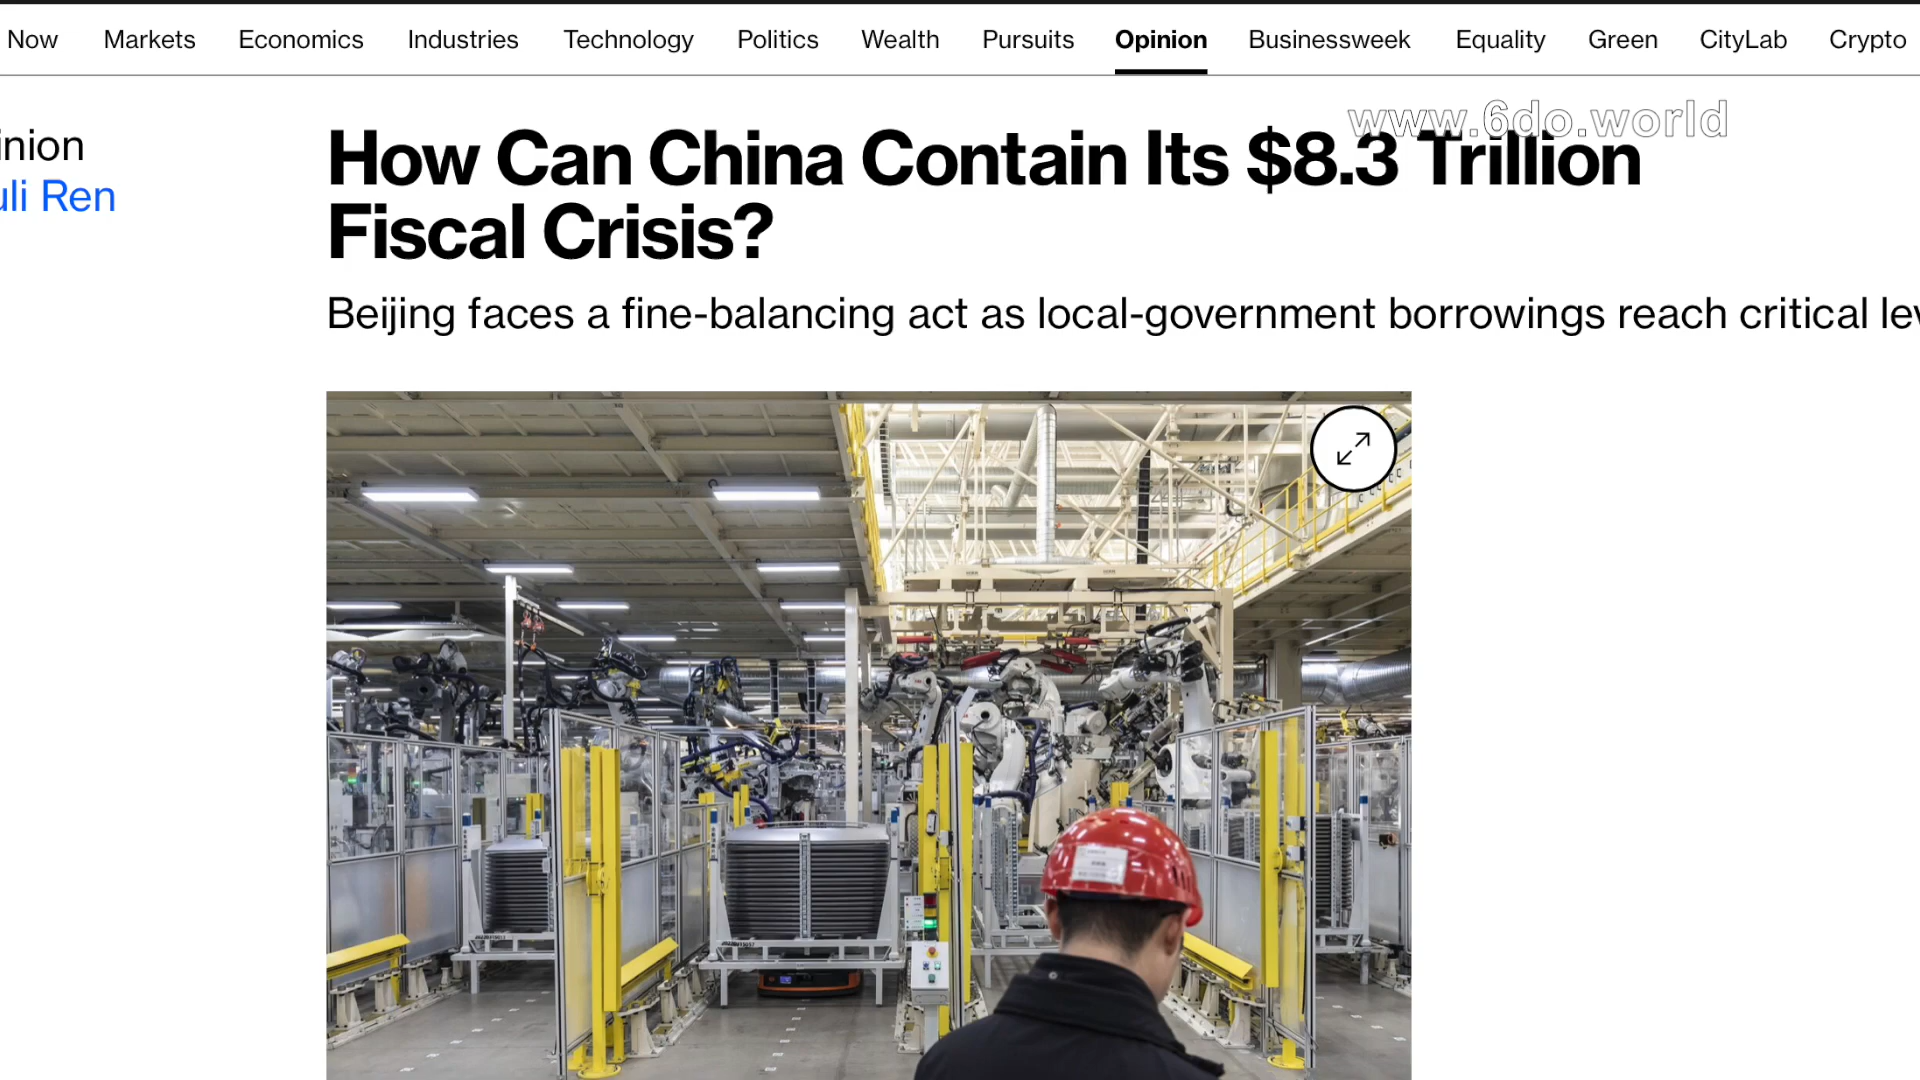 Now Markets Economics Industries Technology Politics Wealth Pursuits Opinion Businessweek Equality Green CityLab Crypto
www.6do.world
inion
uli Ren
How Can China Contain Its $8.3 Trillion
Fiscal Crisis?
Beijing faces a fine-balancing act as local-government borrowings reach critical lev